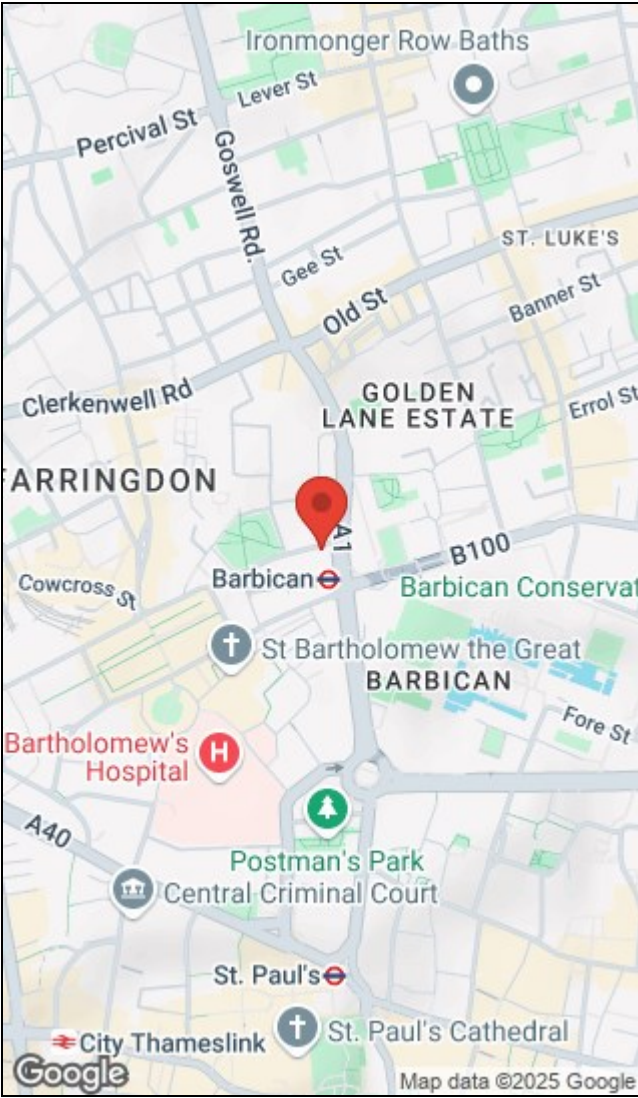 Ironmonger Row Baths
Lever St
Percival St
Goswell Rd.
ST. LUKE'S
Gee St
Old St
Banner St
Clerkenwell Rd
GOLDEN
LANE ESTATE
Errol St
FARRINGDON
A1
B100
Barbican
Cowcross St
Barbican Conservat
St Bartholomew the Great
BARBICAN
Fore St
Bartholomew's
Hospital
H
A40
Postman's Park
Central Criminal Court
St. Paul's
St. Paul's Cathedral
City Thameslink
Google
Map data ©2025 Google